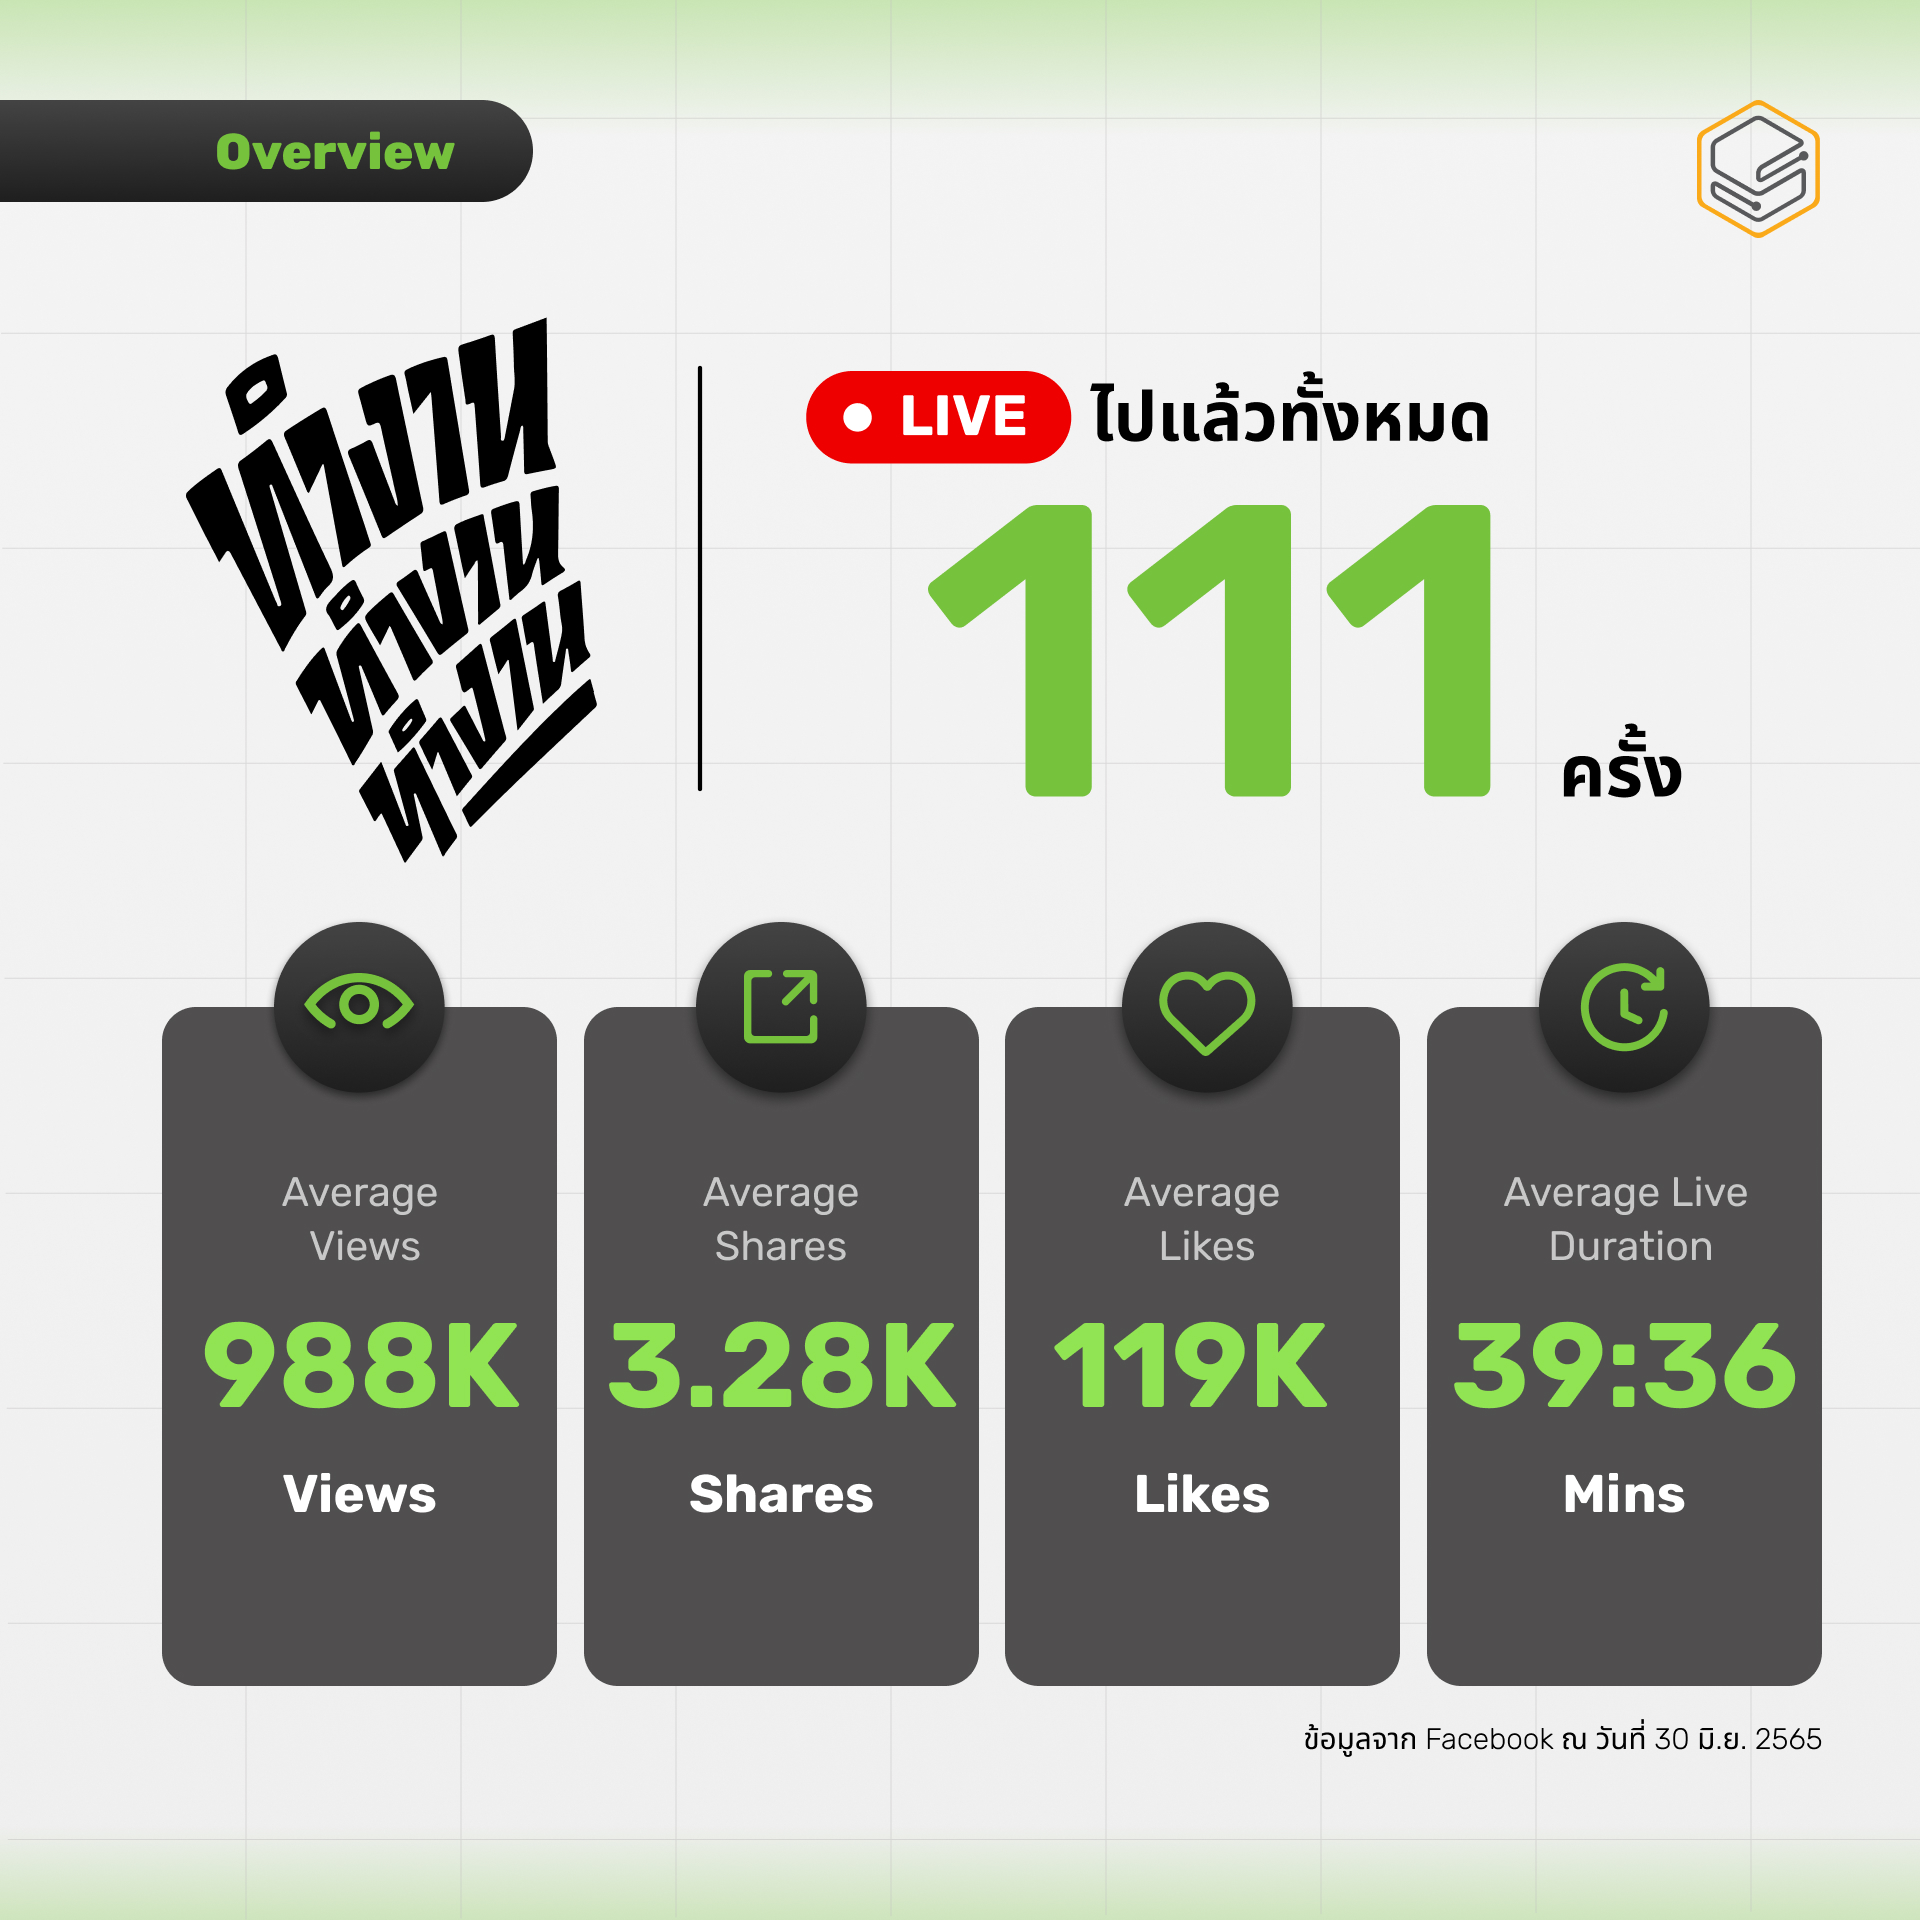 Overview
ทำงาน
ทำงาน
ทำงาน
LIVE ไปแล้วทั้งหมด
111 ครั้ง
Average
Views
988K
Views
Average
Shares
3.28K
Shares
Average
Likes
119K
Likes
Average Live
Duration
39:36
Mins
ข้อมูลจาก Facebook ณ วันที่ 30 มิ.ย. 2565